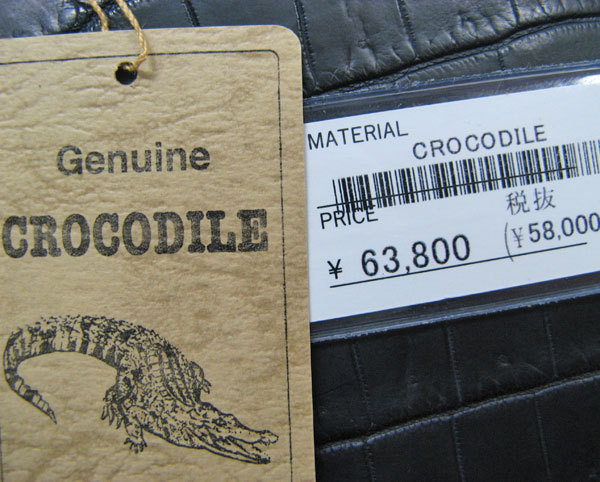 Genuine
CROCODILE
MATERIAL
CROCODILE
PRICE
税抜
¥ 63,800
(¥58,000